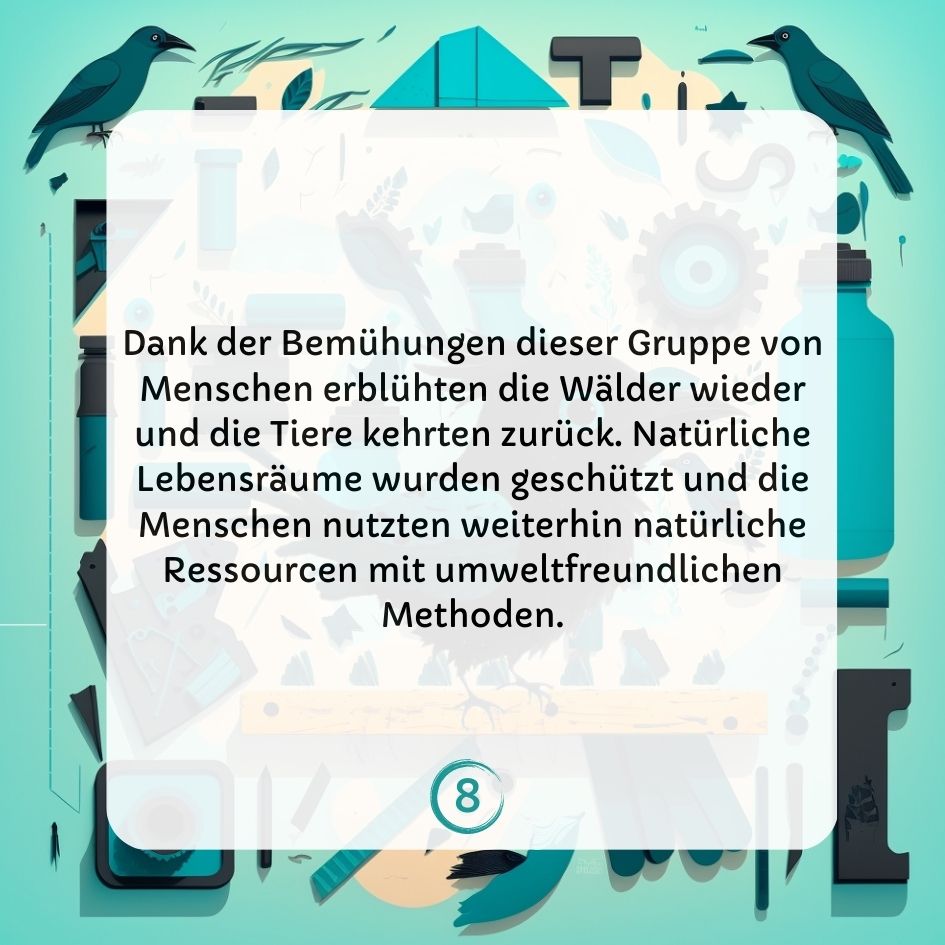 Dank der Bemühungen dieser Gruppe von
Menschen erblühten die Wälder wieder
und die Tiere kehrten zurück. Natürliche
Lebensräume wurden geschützt und die
Menschen nutzten weiterhin natürliche
Ressourcen mit umweltfreundlichen
Methoden.
8